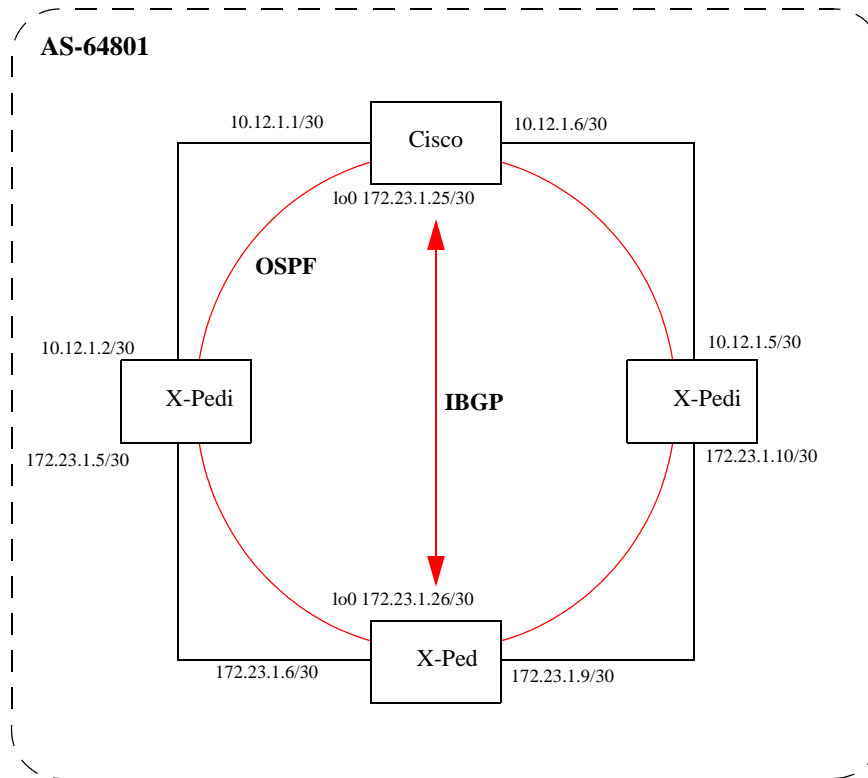 AS-64801
10.12.1.1/30
10.12.1.6/30
Cisco
lo0 172.23.1.25/30
OSPF
10.12.1.2/30
10.12.1.5/30
X-Pedi
IBGP
X-Pedi
172.23.1.5/30
172.23.1.10/30
lo0 172.23.1.26/30
X-Ped
172.23.1.6/30
172.23.1.9/30